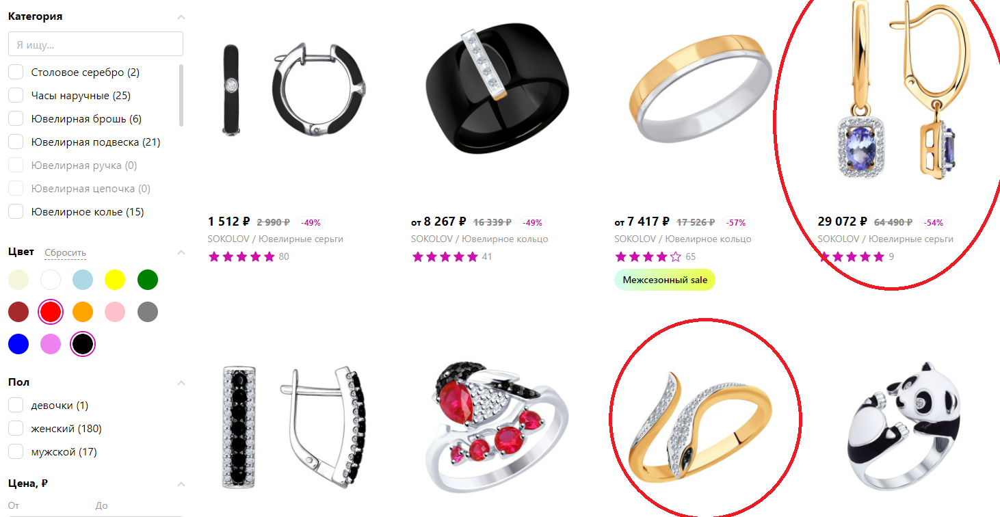 Категория
Я ищу...
Столовое серебро (2)
Часы наручные (25)
Ювелирная брошь (6)
Ювелирная подвеска (21)
Ювелирная ручка (0)
Ювелирная цепочка (0)
Ювелирное колье (15)
Цвет Сбросить
Пол
девочки (1)
женский (180)
мужской (17)
Цена, ₽
От До
1 512 ₽ 2 990 ₽ -49%
SOKOLOV / Ювелирные серьги
80
от 8 267 ₽ 16 339 ₽ -49%
SOKOLOV / Ювелирное кольцо
41
от 7 417 ₽ 17 526 ₽ -57%
SOKOLOV / Ювелирное кольцо
65
Межсезонный sale
29 072 ₽ 64 490 ₽ -54%
SOKOLOV / Ювелирные серьги
9